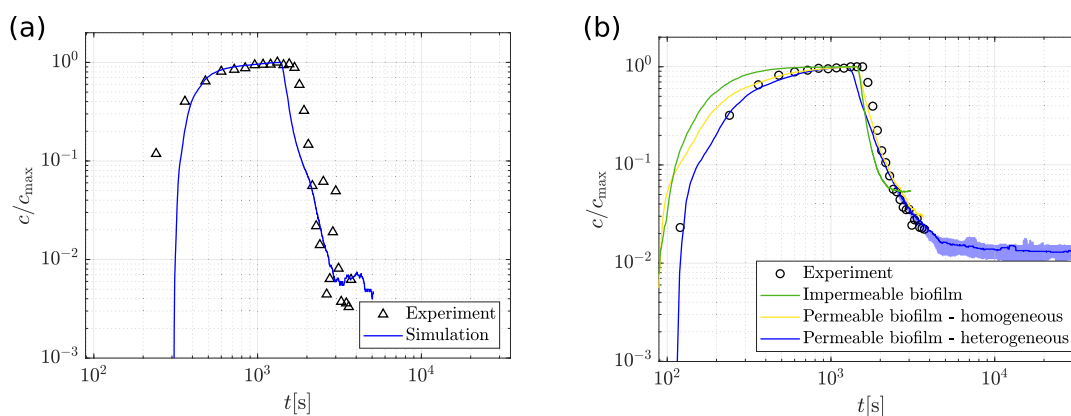 (a)
10^0
10^-1
10^-2
10^-3
c/c_max
10^2
10^3
10^4
t[s]
Experiment
Simulation
(b)
10^0
10^-1
10^-2
10^-3
c/c_max
10^2
10^3
10^4
t[s]
Experiment
Impermeable biofilm
Permeable biofilm - homogeneous
Permeable biofilm - heterogeneous